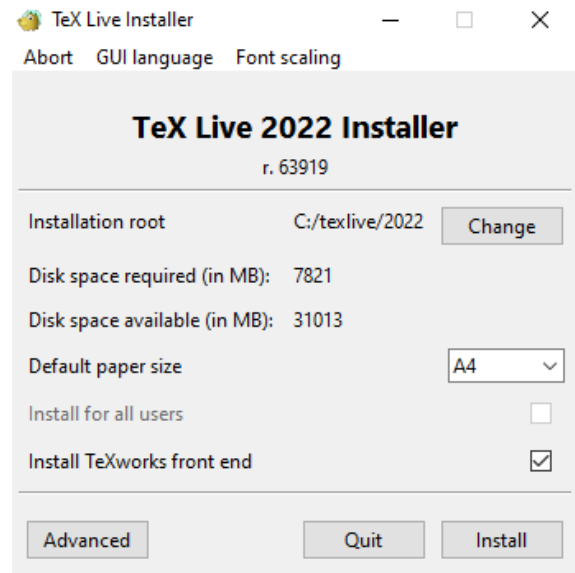 TeX Live Installer
Abort GUI language Font scaling
TeX Live 2022 Installer
r. 63919
Installation root C:/texlive/2022 Change
Disk space required (in MB): 7821
Disk space available (in MB): 31013
Default paper size A4
Install for all users
Install TeXworks front end
Advanced Quit Install